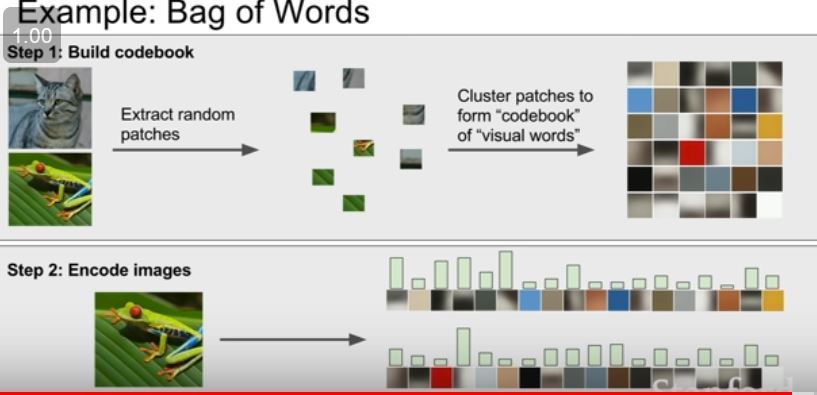 Example: Bag of Words
1.00
Step 1: Build codebook
Extract random
patches
Cluster patches to
form “codebook”
of “visual words”
Step 2: Encode images
Stanford